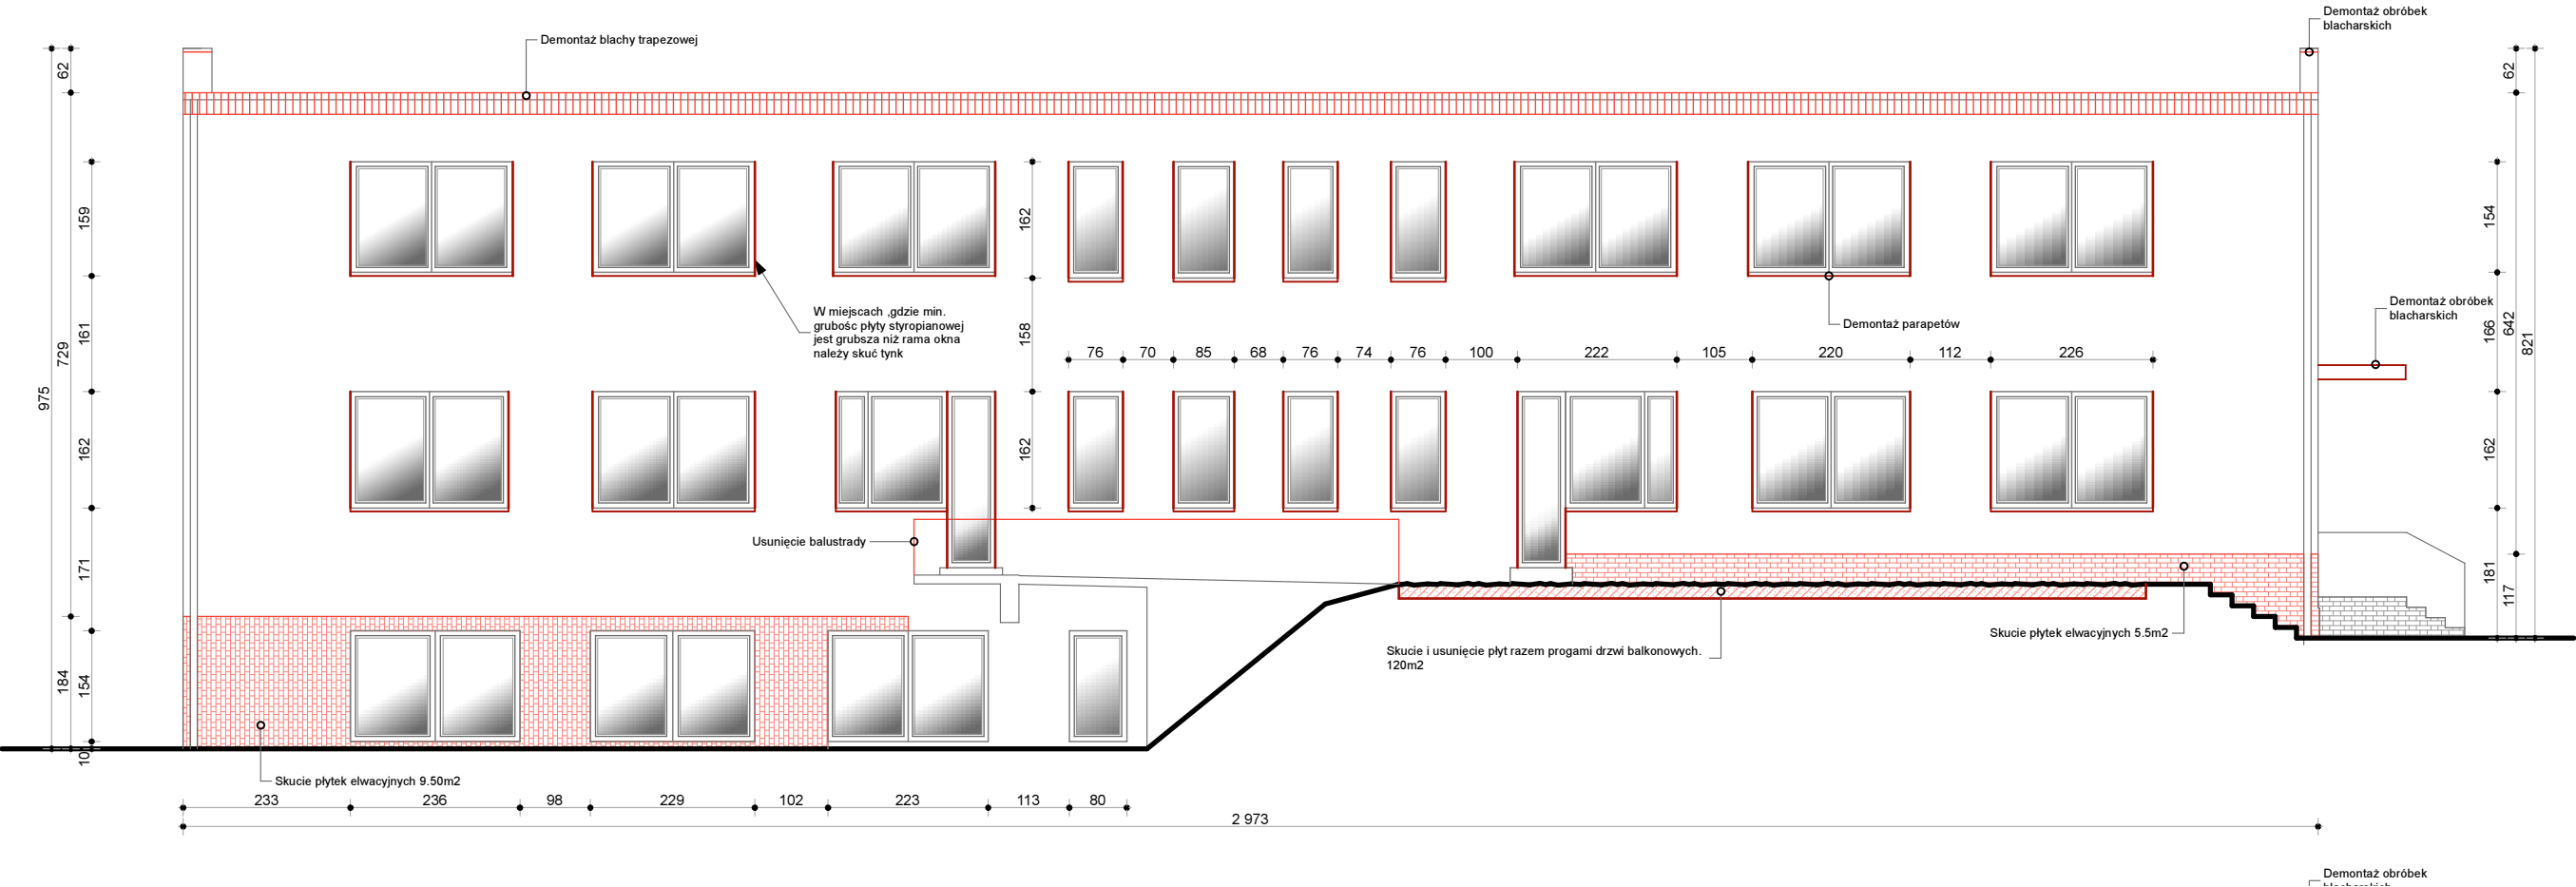 Demontaż obróbek
blacharskich
Demontaż blachy trapezowej
62
62
159
162
154
W miejscach ,gdzie min.
grubośc płyty styropianowej
jest grubsza niż rama okna
należy skuć tynk
Demontaż parapetów
Demontaż obróbek
blacharskich
729
161
158
166
642
821
76 70 85 68 76 74 76 100 222 105 220 112 226
975
162
162
162
Usunięcie balustrady
171
181
117
Skucie płytek elwacyjnych 5.5m2
Skucie i usunięcie płyt razem progami drzwi balkonowych.
120m2
184
154
10
Skucie płytek elwacyjnych 9.50m2
233 236 98 229 102 223 113 80
2 973
Demontaż obróbek